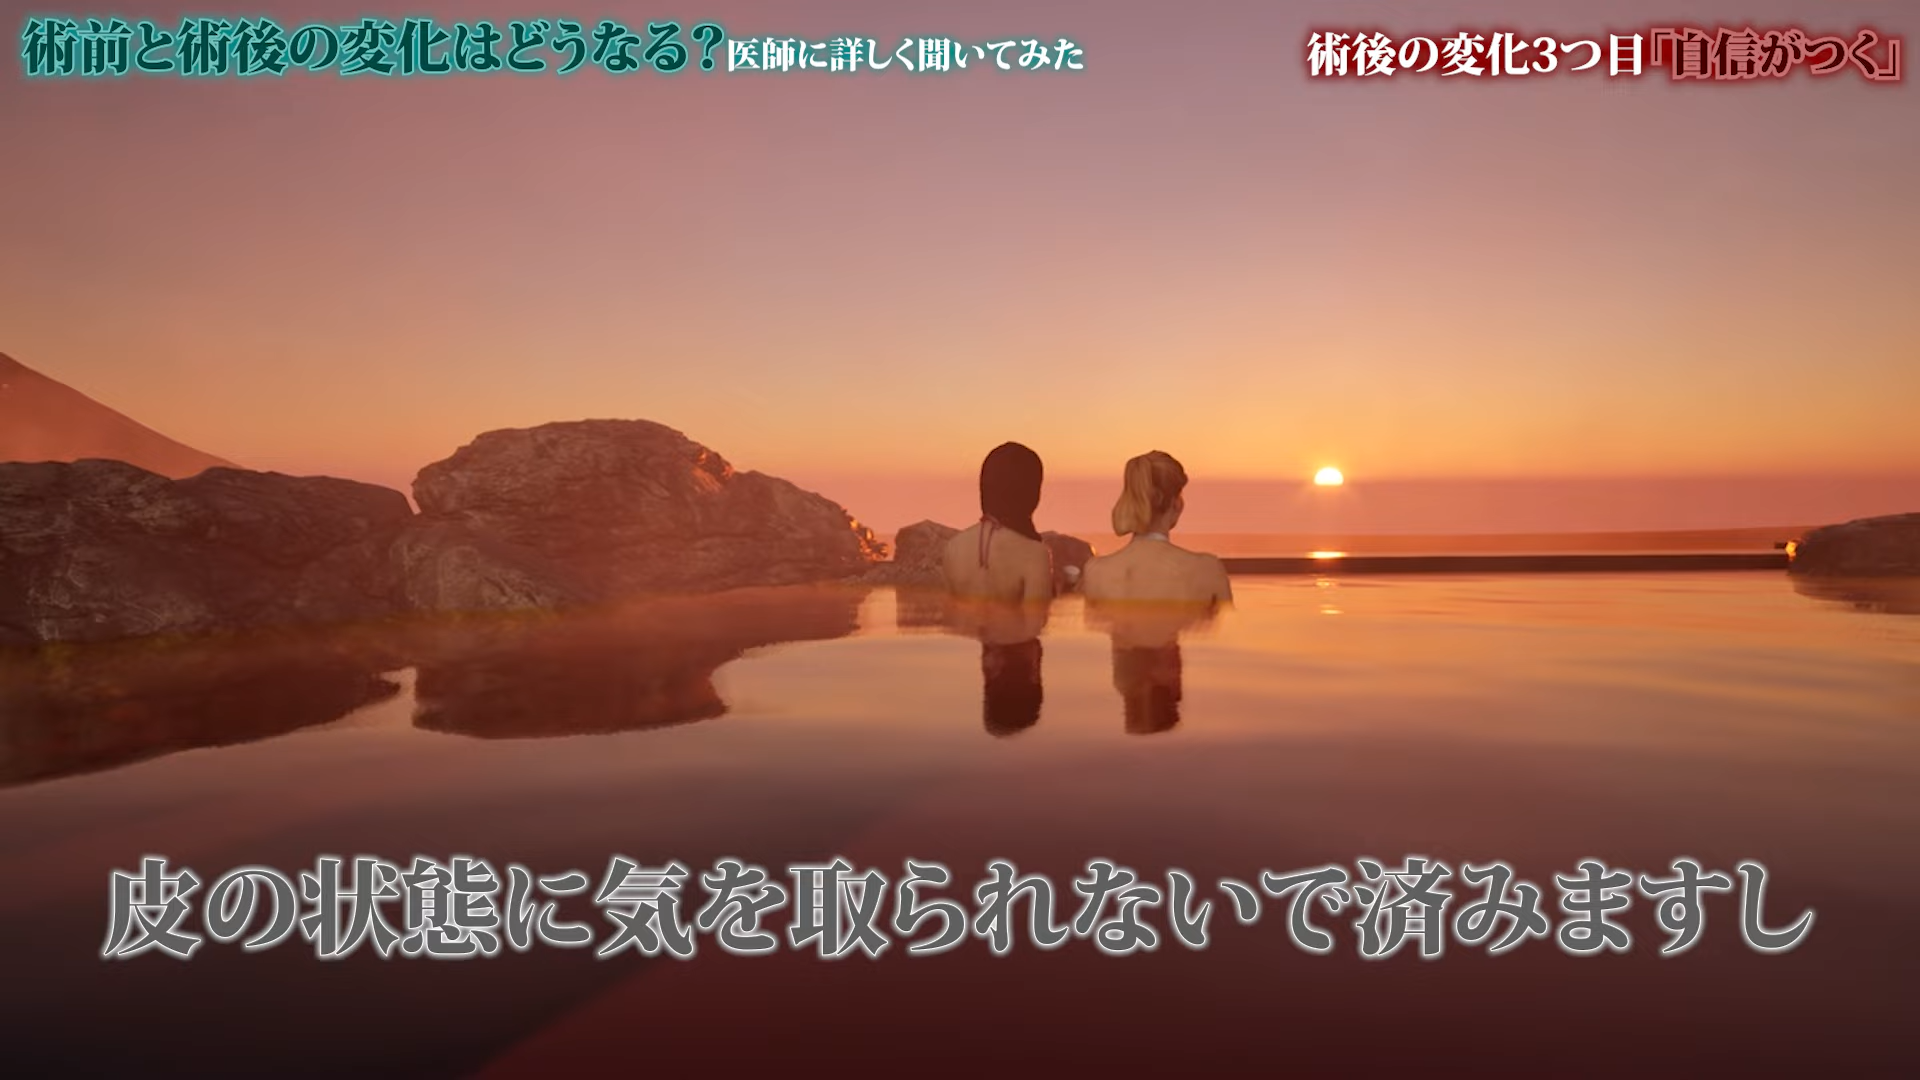 術前と術後の変化はどうなる？医師に詳しく聞いてみた
術後の変化3つ目「自信がつく」
皮の状態に気を取られないで済みますし